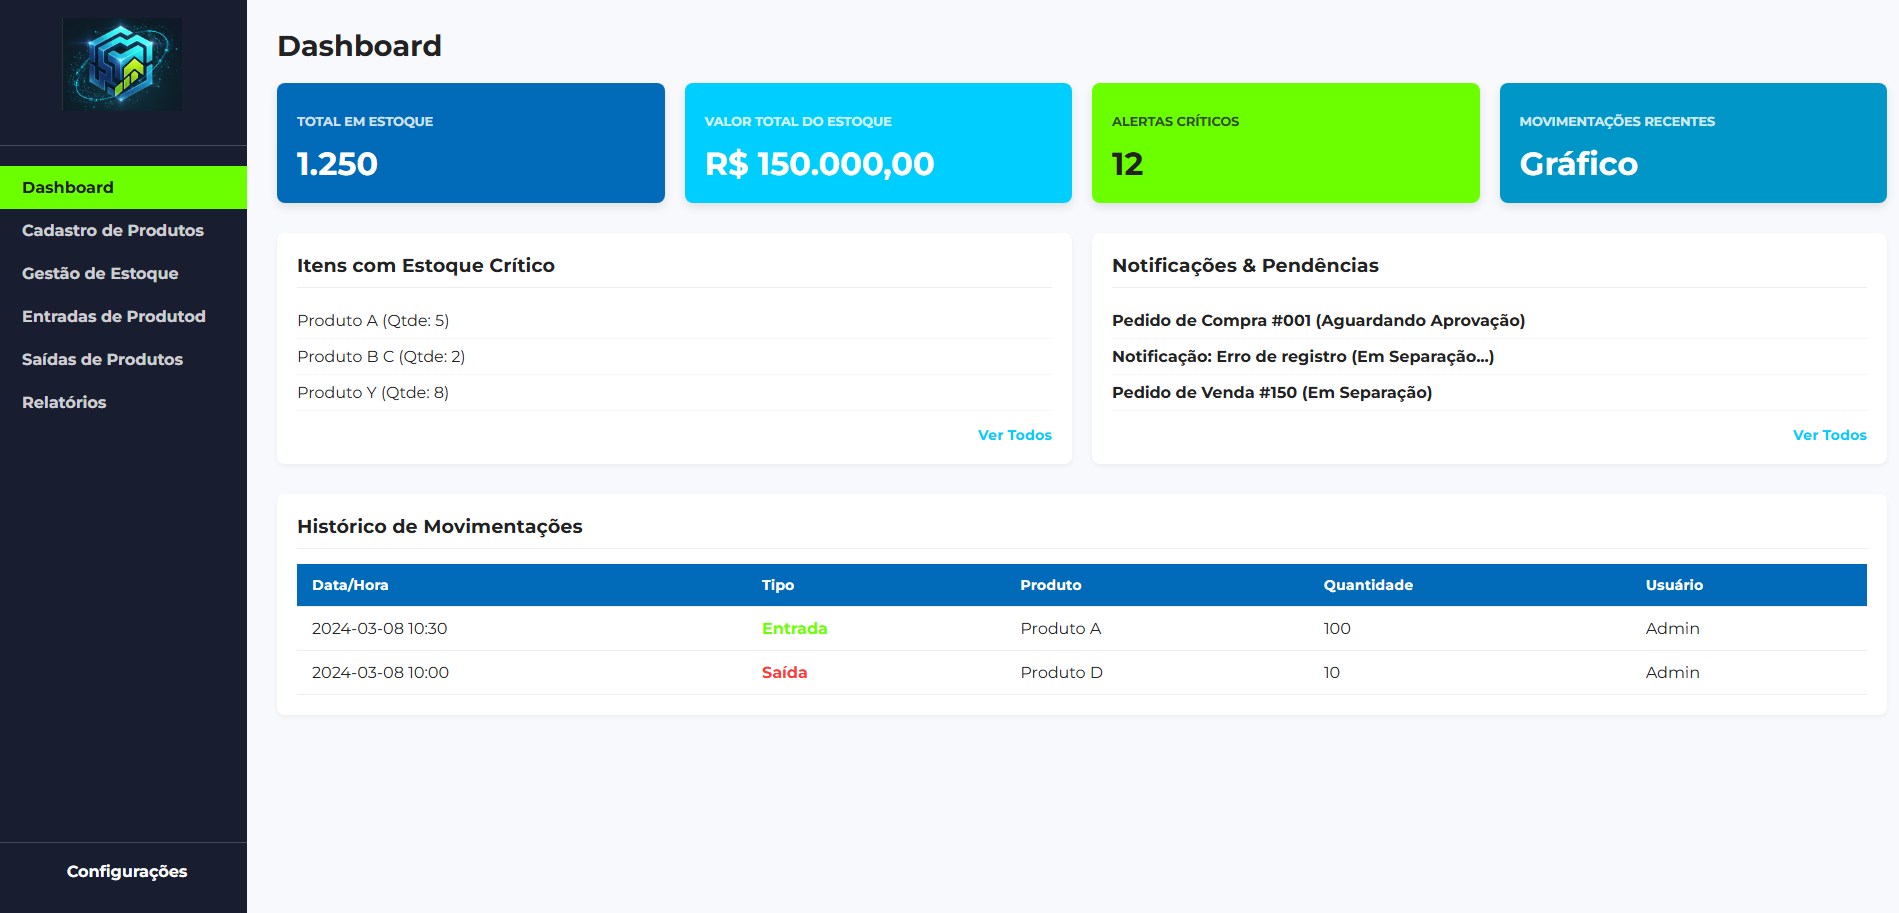 Dashboard
Cadastro de Produtos
Gestão de Estoque
Entradas de Produtod
Saídas de Produtos
Relatórios
Configurações
Dashboard
TOTAL EM ESTOQUE
1.250
VALOR TOTAL DO ESTOQUE
R$ 150.000,00
ALERTAS CRÍTICOS
12
MOVIMENTAÇÕES RECENTES
Gráfico
Itens com Estoque Crítico
Produto A (Qtde: 5)
Produto B C (Qtde: 2)
Produto Y (Qtde: 8)
Ver Todos
Notificações & Pendências
Pedido de Compra #001 (Aguardando Aprovação)
Notificação: Erro de registro (Em Separação...)
Pedido de Venda #150 (Em Separação)
Ver Todos
Histórico de Movimentações
Data/Hora Tipo Produto Quantidade Usuário
2024-03-08 10:30 Entrada Produto A 100 Admin
2024-03-08 10:00 Saída Produto D 10 Admin